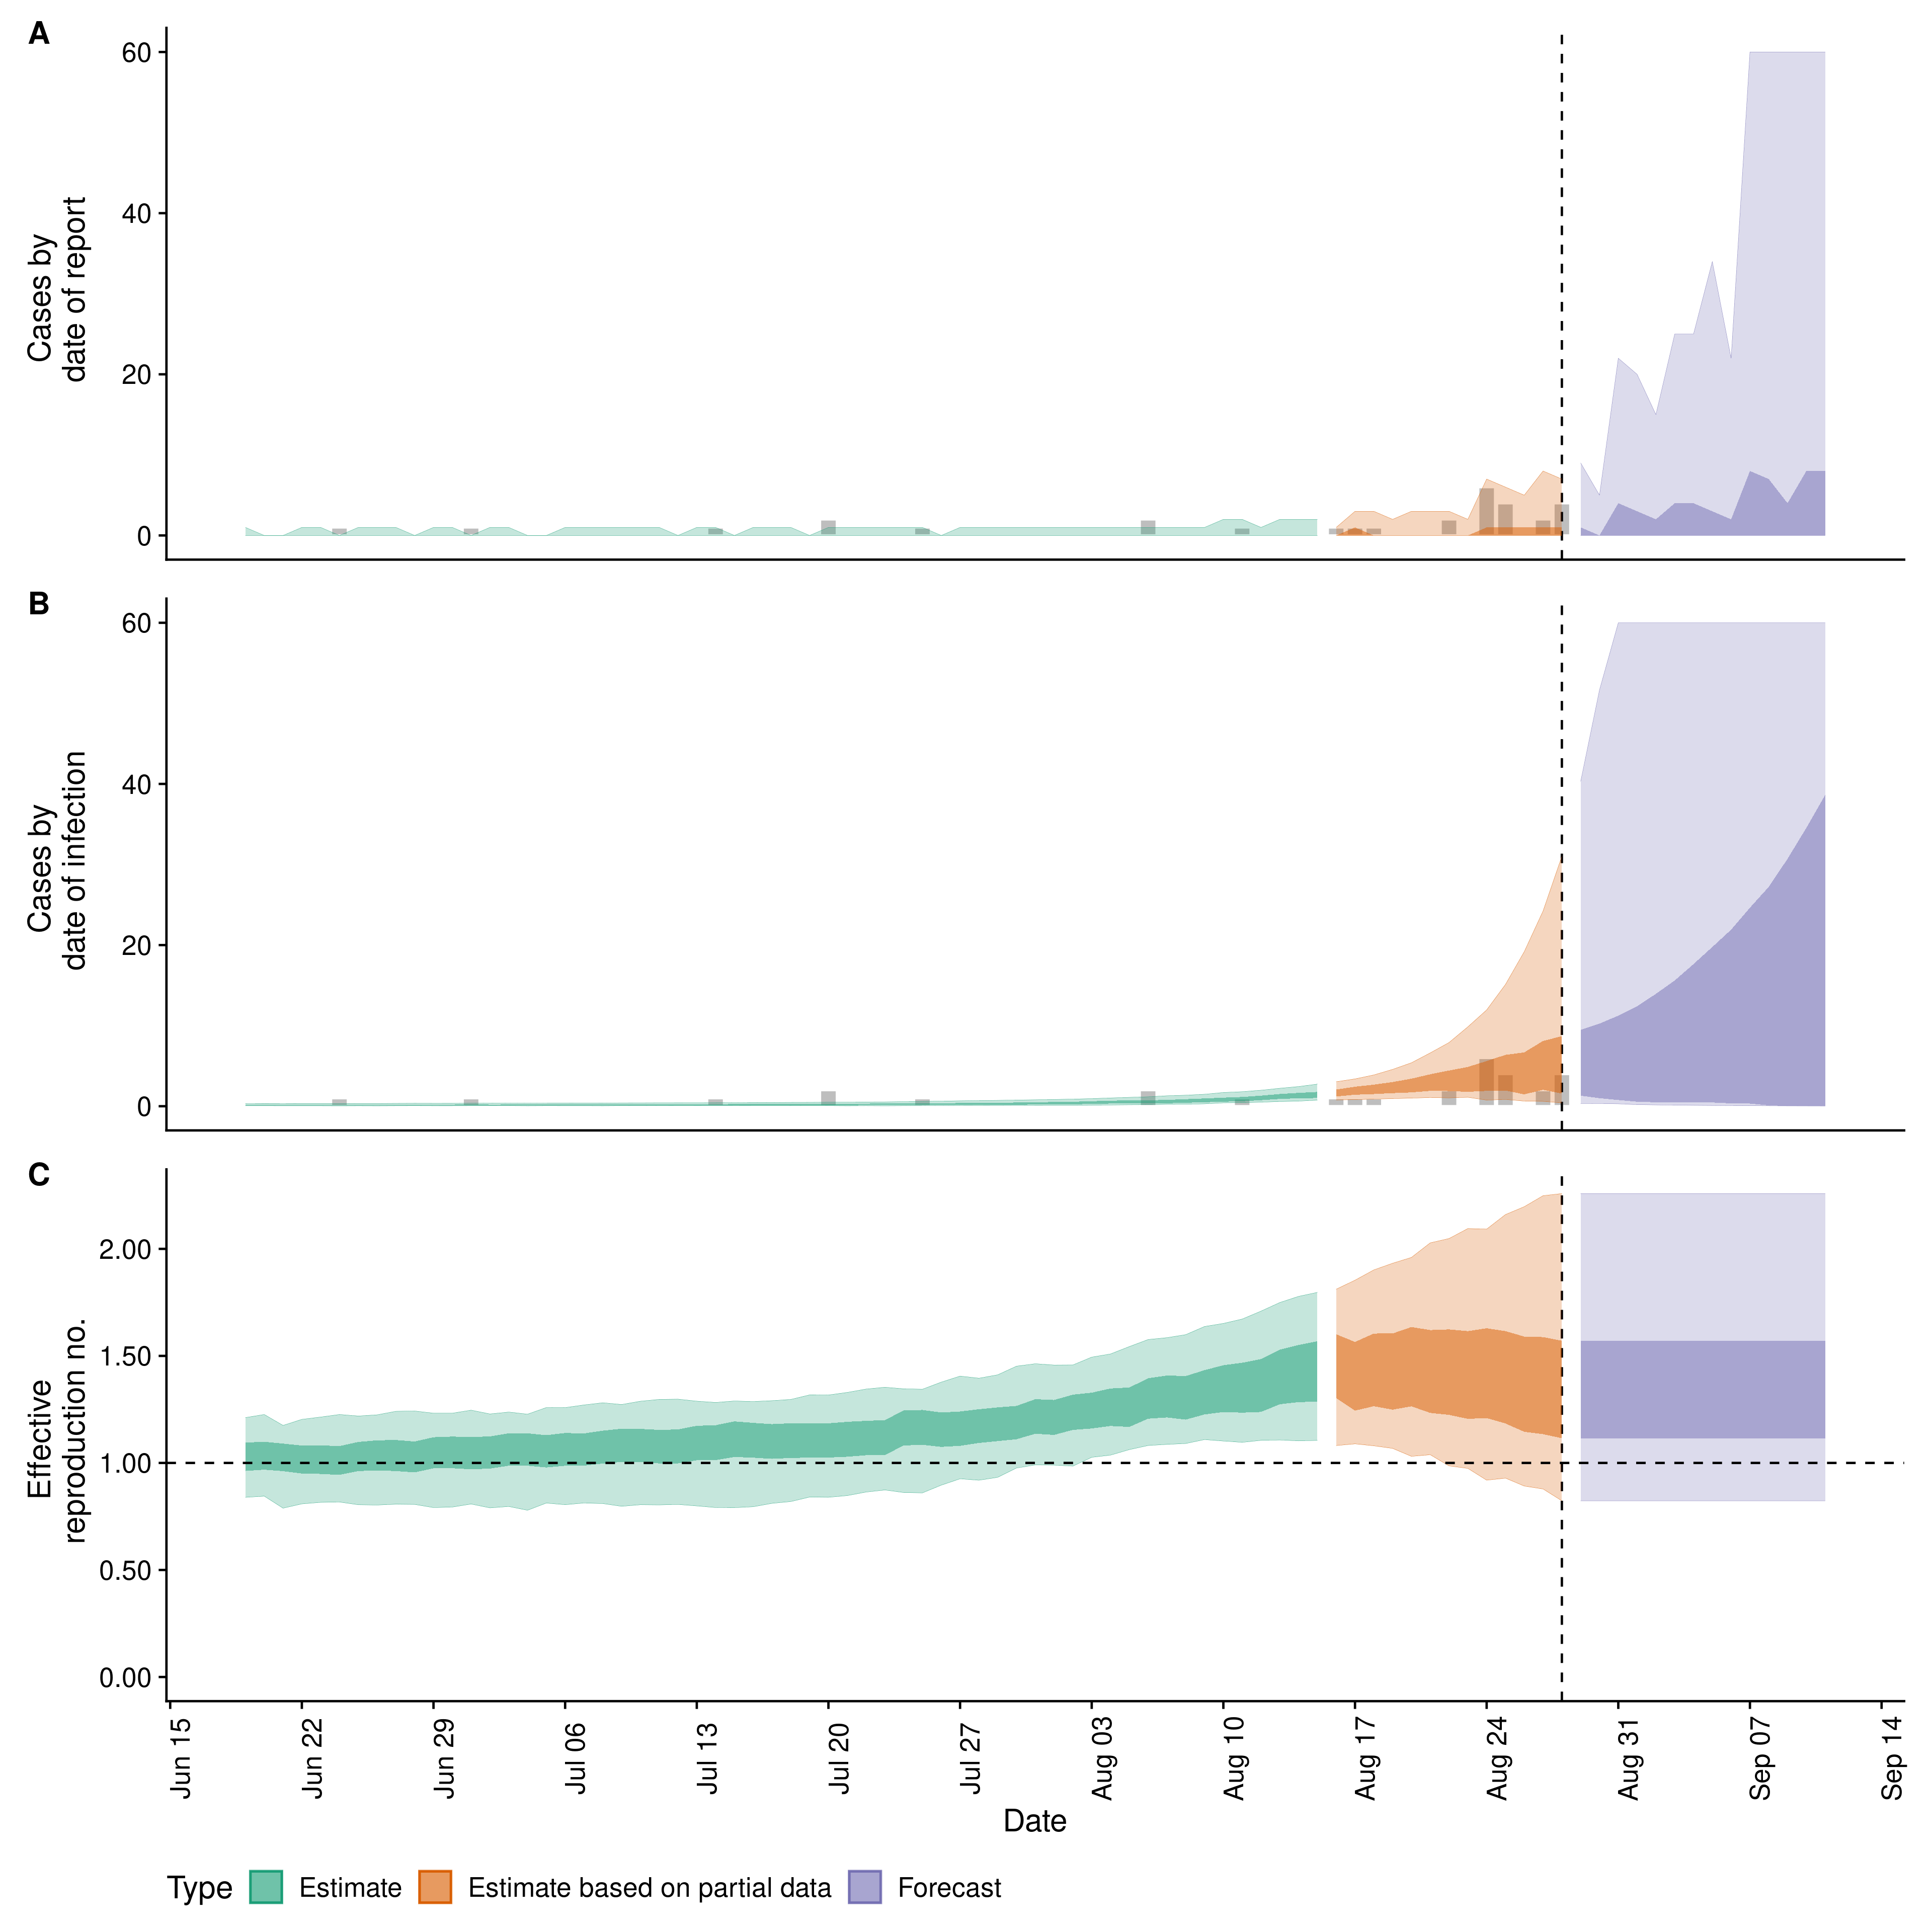 A
60
40
20
0
Cases by
date of report
B
60
40
20
0
Cases by
date of infection
C
2.00
1.50
1.00
0.50
0.00
Effective
reproduction no.
Jun 15
Jun 22
Jun 29
Jul 06
Jul 13
Jul 20
Jul 27
Aug 03
Aug 10
Aug 17
Aug 24
Aug 31
Sep 07
Sep 14
Date
Type Estimate Estimate based on partial data Forecast